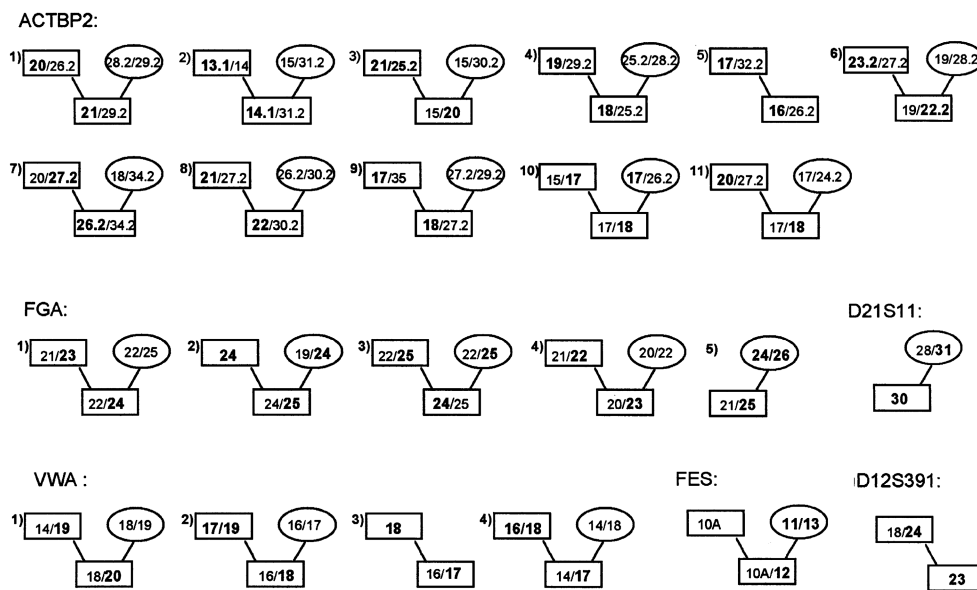 ACTBP2:
1) 20/26.2 28.2/29.2 2) 13.1/14 15/31.2 3) 21/25.2 15/30.2 4) 19/29.2 25.2/28.2 5) 17/32.2 6) 23.2/27.2 19/28.2
21/29.2 14.1/31.2 15/20 18/25.2 16/26.2 19/22.2
7) 20/27.2 18/34.2 8) 21/27.2 26.2/30.2 9) 17/35 27.2/29.2 10) 15/17 17/26.2 11) 20/27.2 17/24.2
26.2/34.2 22/30.2 18/27.2 17/18 17/18
FGA: D21S11:
1) 21/23 22/25 2) 24 19/24 3) 22/25 22/25 4) 21/22 20/22 5) 24/26 28/31
22/24 24/25 24/25 20/23 21/25 30
VWA : FES: D12S391:
1) 14/19 18/19 2) 17/19 16/17 3) 18 4) 16/18 14/18 10A 11/13 18/24
18/20 16/18 16/17 14/17 10A/12 23